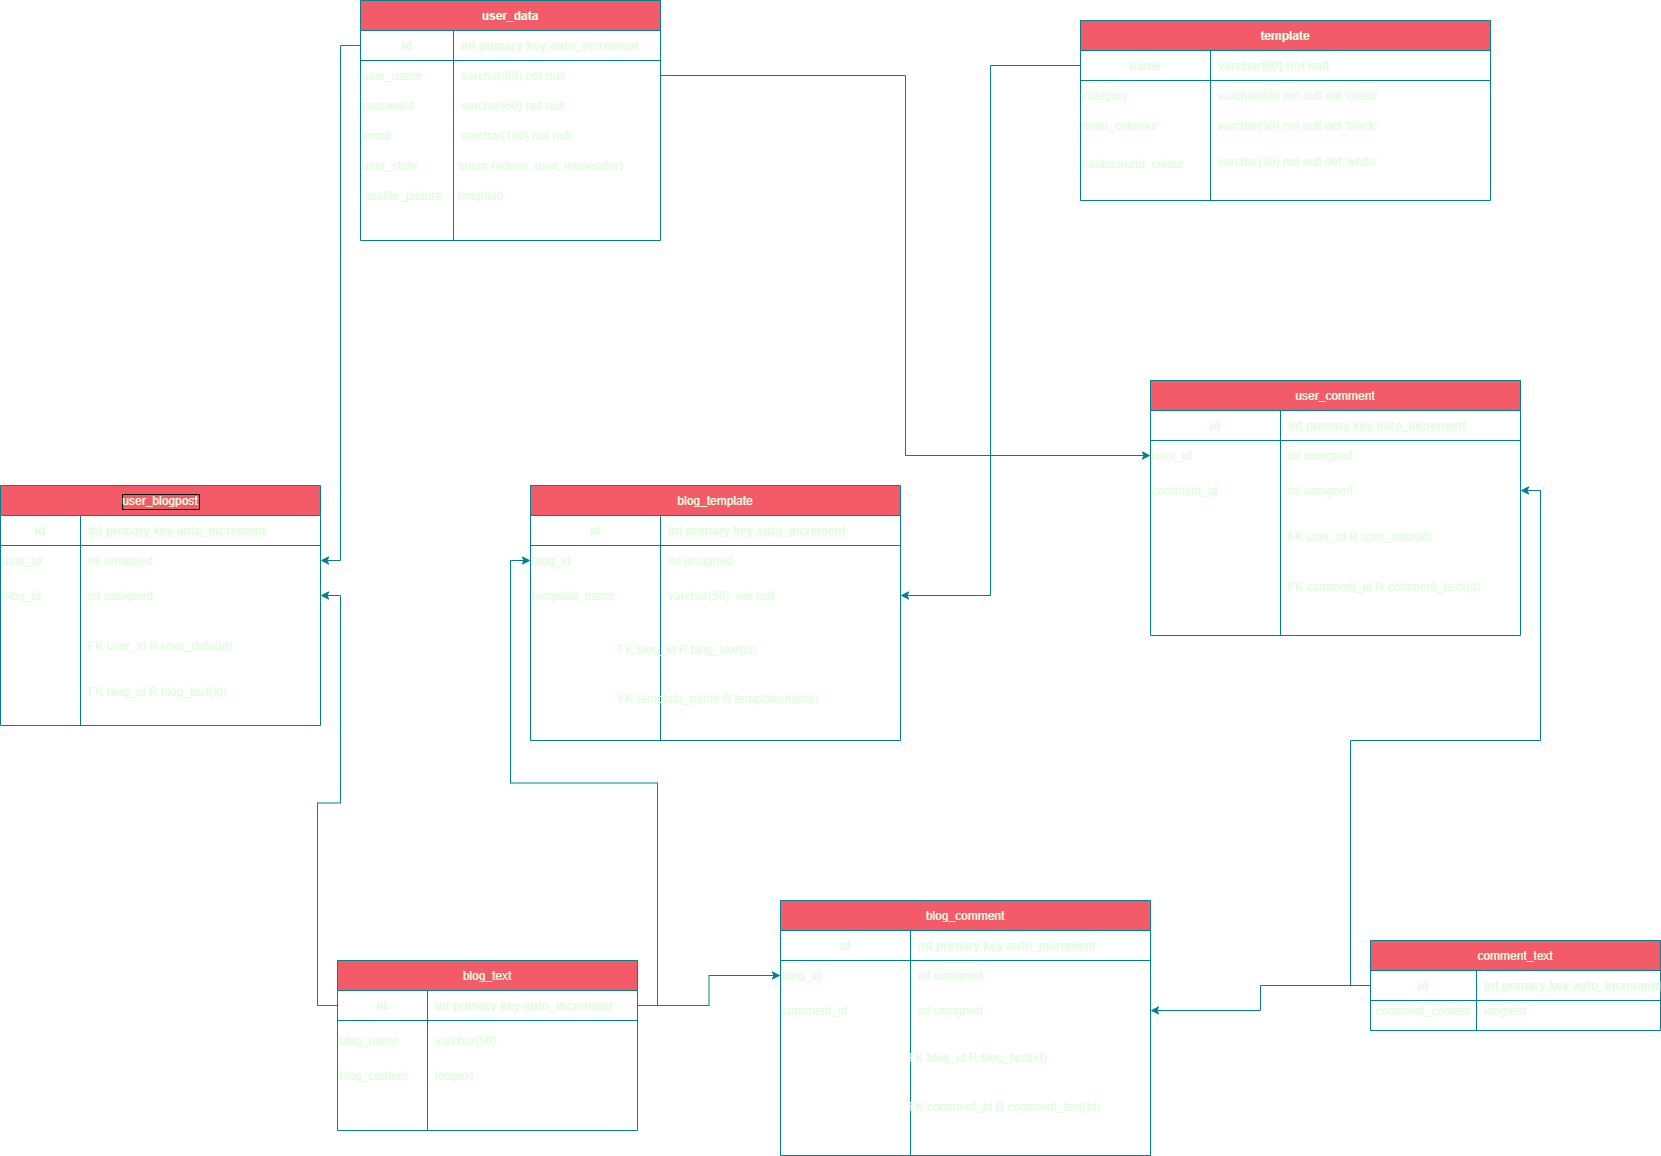 user_data
id int primary key auto_increment
user_name varchar(60) not null
password varchar(60) not null
email varchar(100) not null
user_state enum (admin, user, moderator)
profile_picture longblob
template
name varchar(60) not null
category varchar(60) not null def 'clean'
main_coloröur varchar(30) not null def 'black'
backgorund_colour varchar(30) not null def 'white'
user_comment
id int primary key auto_increment
user_id int unsigned
comment_id int unsigned
FK user_id R user_data(id)
FK comment_id R comment_text(id)
user_blogpost
id int primary key auto_increment
user_id int unsigned
blog_id int unsigned
FK user_id R user_data(id)
FK blog_id R blog_text(id)
blog_template
id int primary key auto_increment
blog_id int unsigned
template_name varchar(50) not null
FK blog_id R blog_text(id)
FK template_name R template(name)
blog_comment
id int primary key auto_increment
blog_id int unsigned
comment_id int unsigned
FK blog_id R blog_text(id)
FK comment_id R comment_text(id)
comment_text
id int primary key auto_increment
comment_content longtext
blog_text
id int primary key auto_increment
blog_name varchar(50)
blog_content longext